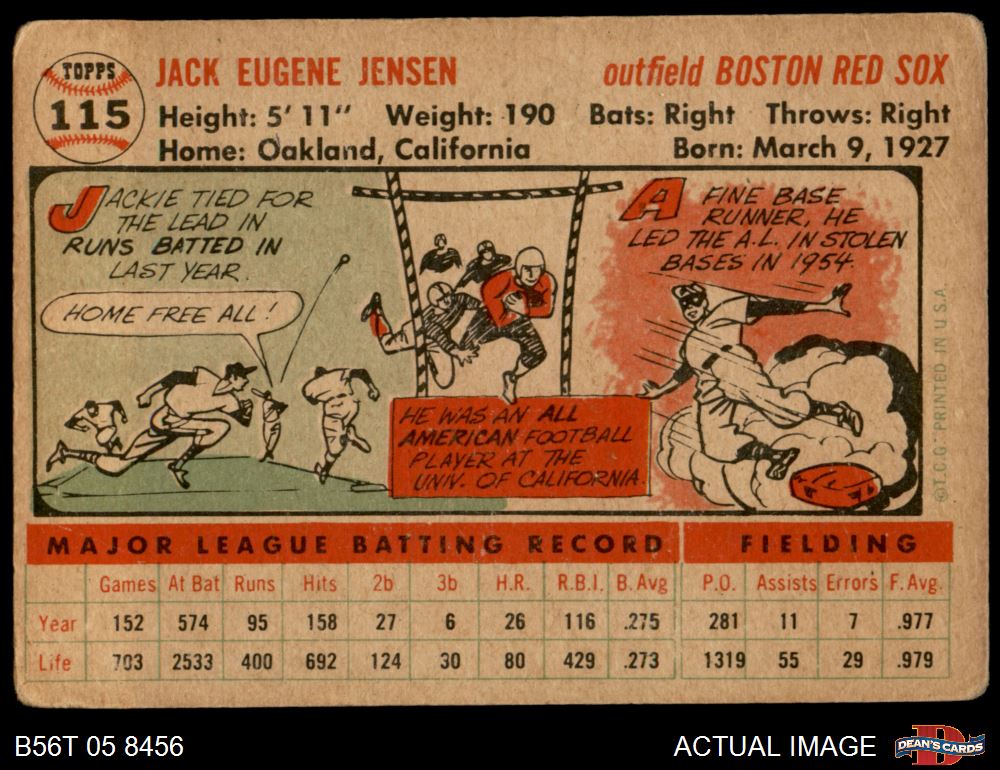 TOPPS
115
JACK EUGENE JENSEN outfield BOSTON RED SOX
Height: 5' 11" Weight: 190 Bats: Right Throws: Right
Home: Oakland, California Born: March 9, 1927
JACKIE TIED FOR
THE LEAD IN
RUNS BATTED IN
LAST YEAR.
HOME FREE ALL!
HE WAS AN ALL
AMERICAN FOOTBALL
PLAYER AT THE
UNIV. OF CALIFORNIA.
A FINE BASE
RUNNER, HE
LED THE A.L. IN STOLEN
BASES IN 1954.
©T.C.G. PRINTED IN U.S.A.
MAJOR LEAGUE BATTING RECORD FIELDING
Games At Bat Runs Hits 2b 3b H.R. R.B.I. B. Avg P.O. Assists Errors F. Avg.
Year 152 574 95 158 27 6 26 116 .275 281 11 7 .977
Life 703 2533 400 692 124 30 80 429 .273 1319 55 29 .979
B56T 05 8456 ACTUAL IMAGE DEAN'S CARDS